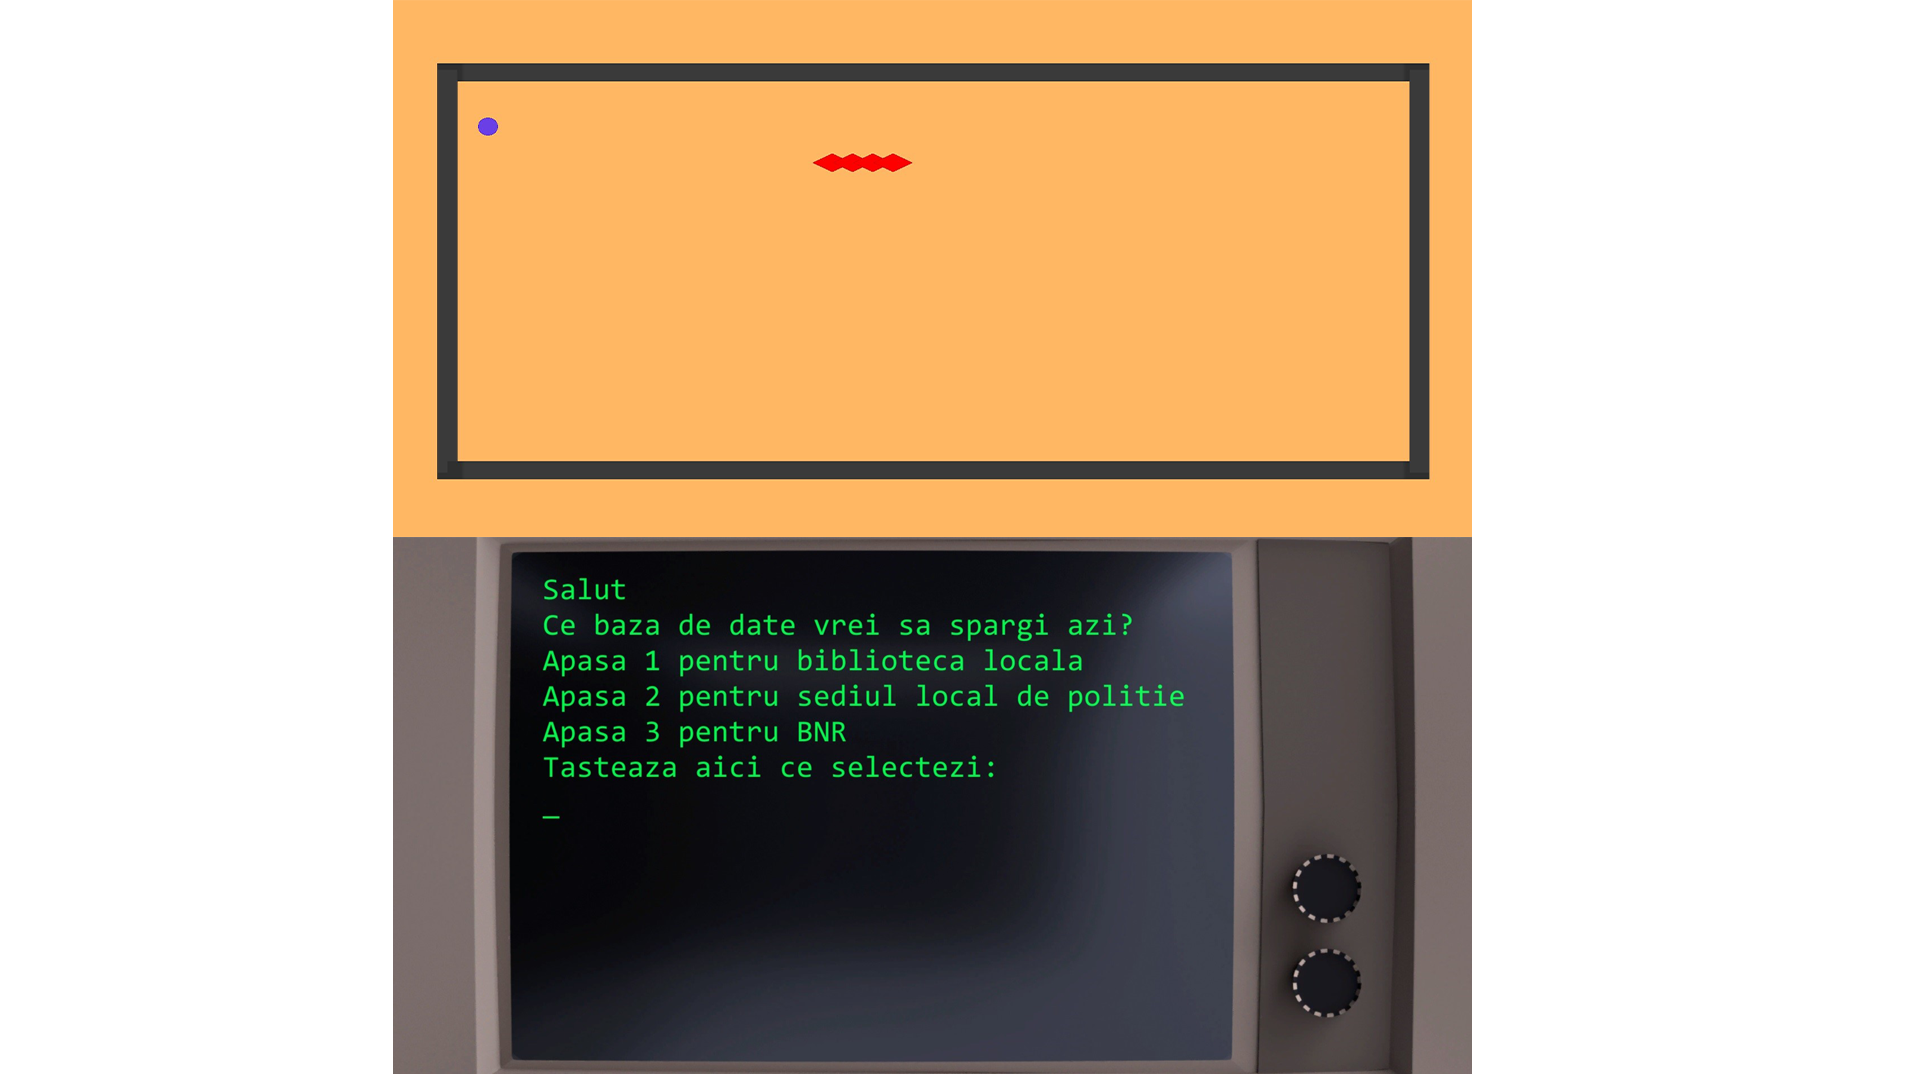 Salut
Ce baza de date vrei sa spargi azi?
Apasa 1 pentru biblioteca locala
Apasa 2 pentru sediul local de politie
Apasa 3 pentru BNR
Tasteaza aici ce selectezi:
_